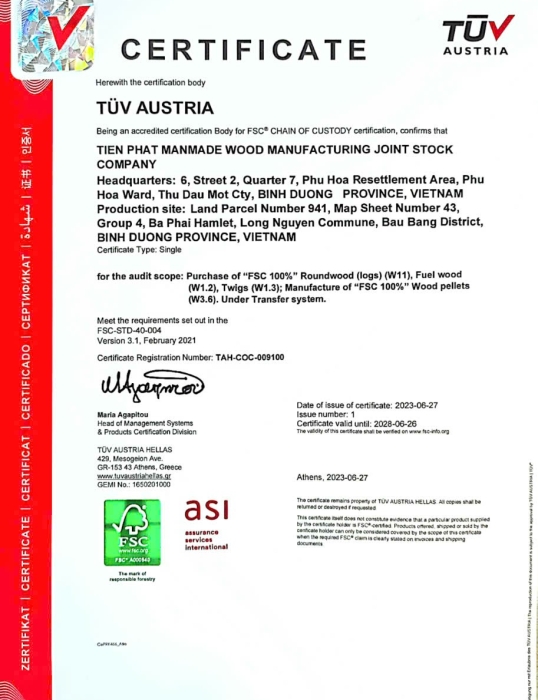 CERTIFICATE
TÜV
AUSTRIA
Herewith the certification body
TÜV AUSTRIA
Being an accredited certification Body for FSC® CHAIN OF CUSTODY certification, confirms that
TIEN PHAT MANMADE WOOD MANUFACTURING JOINT STOCK
COMPANY
Headquarters: 6, Street 2, Quarter 7, Phu Hoa Resettlement Area, Phu
Hoa Ward, Thu Dau Mot Cty, BINH DUONG PROVINCE, VIETNAM
Production site: Land Parcel Number 941, Map Sheet Number 43,
Group 4, Ba Phai Hamlet, Long Nguyen Commune, Bau Bang District,
BINH DUONG PROVINCE, VIETNAM
Certificate Type: Single
for the audit scope: Purchase of "FSC 100%" Roundwood (logs) (W11), Fuel wood
(W1.2), Twigs (W1.3); Manufacture of "FSC 100%" Wood pellets
(W3.6). Under Transfer system.
Meet the requirements set out in the
FSC-STD-40-004
Version 3.1, February 2021
Certificate Registration Number: TAH-COC-009100
Maria Agapitou
Head of Management Systems
& Products Certification Division
Date of issue of certificate: 2023-06-27
Issue number: 1
Certificate valid until: 2028-06-26
The validity of this certificate shall be verified on www.fsc-info.org
TÜV AUSTRIA HELLAS
429, Mesogeion Ave.
GR-153 43 Athens, Greece
www.tuvaustriahellas.gr
GEMI No.: 1650201000
Athens, 2023-06-27
The certificate remains property of TÜV AUSTRIA HELLAS. All copies shall be
returned or destroyed if requested
This certificate itself does not constitute evidence that a particular product supplied
by the certificate holder is FSC®-certified. Products offered, shipped or sold by the
certificate holder can only be considered covered by the scope of this certificate
when the required FSC® claim is clearly stated on invoices and shipping
documents
FSC
www.fsc.org
FSC® A000542
The mark of
responsible forestry
asi
assurance
services
international
ZERTIFIKAT | CERTIFICATE | CERTIFICAT | CERTIFICADO | СЕРТИФИКАТ | شهادة | 证书 | 인증서